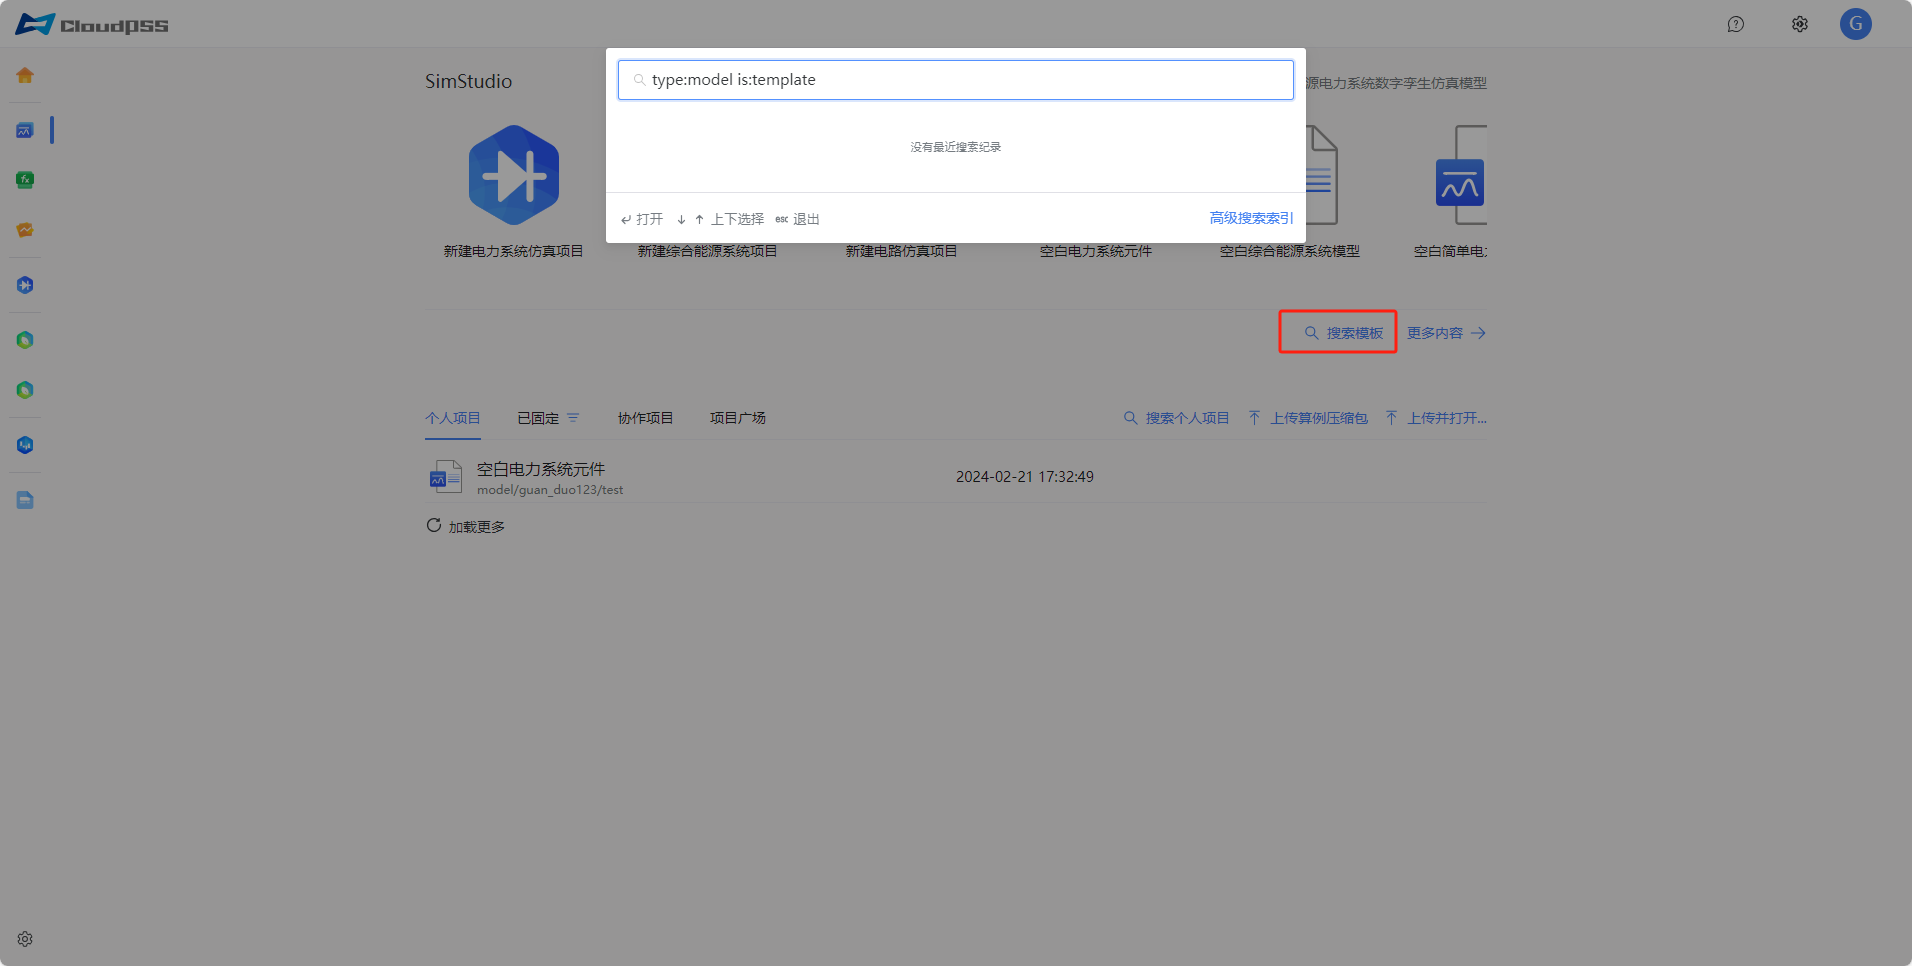 CloudPSS
G
SimStudio
源电力系统数字孪生仿真模型
type:model is:template
没有最近搜索纪录
打开 上下选择 esc 退出
高级搜索索引
新建电力系统仿真项目
新建综合能源系统项目
新建电路仿真项目
空白电力系统元件
空白综合能源系统模型
空白简单电
搜索模板
更多内容
个人项目
已固定
协作项目
项目广场
搜索个人项目
上传算例压缩包
上传并打开...
空白电力系统元件
model/guan_duo123/test
2024-02-21 17:32:49
加载更多